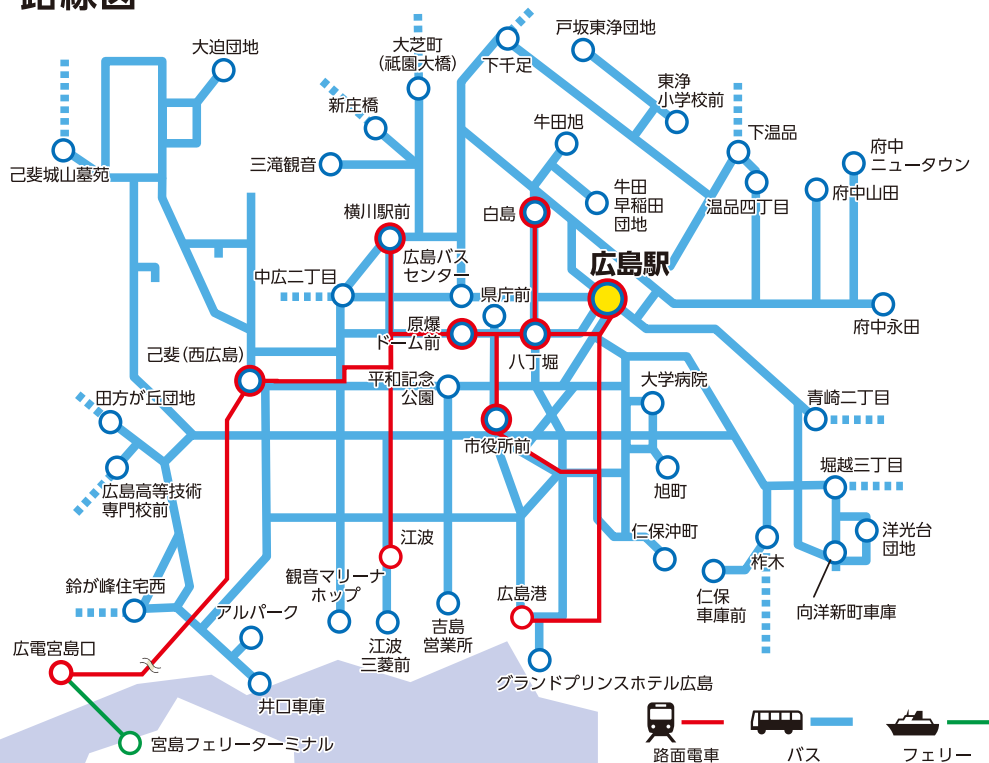 路線図
大迫団地
大芝町
(祇園大橋)
下千足
戸坂東浄団地
東浄
小学校前
新庄橋
牛田旭
下温品
府中
ニュータウン
己斐城山墓苑
三滝観音
牛田
早稲田
団地
温品四丁目
府中山田
横川駅前
白島
広島バス
センター
広島駅
中広二丁目
県庁前
原爆
ドーム前
八丁堀
府中永田
己斐(西広島)
平和記念
公園
大学病院
田方が丘団地
青崎二丁目
市役所前
堀越三丁目
広島高等技術
専門校前
旭町
江波
仁保沖町
洋光台
団地
柞木
観音マリーナ
ホップ
鈴が峰住宅西
広島港
仁保
車庫前
向洋新町車庫
アルパーク
吉島
営業所
江波
三菱前
広電宮島口
グランドプリンスホテル広島
井口車庫
宮島フェリーターミナル
路面電車
バス
フェリー